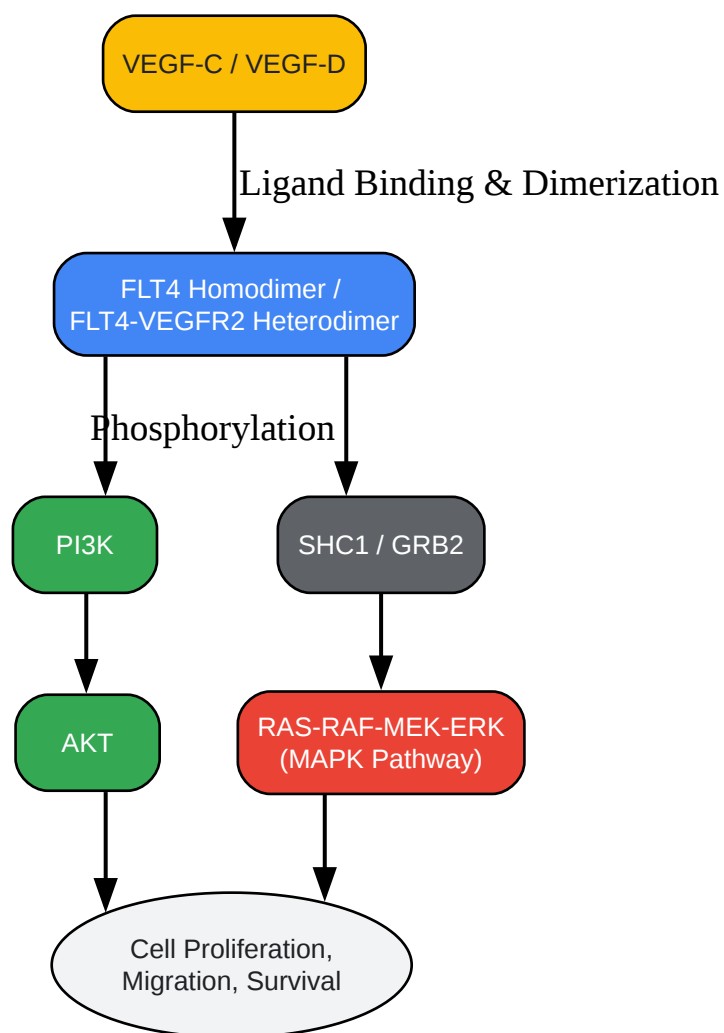 VEGF-C / VEGF-D
Ligand Binding & Dimerization
FLT4 Homodimer /
FLT4-VEGFR2 Heterodimer
Phosphorylation
PI3K
SHC1 / GRB2
AKT
RAS-RAF-MEK-ERK
(MAPK Pathway)
Cell Proliferation,
Migration, Survival